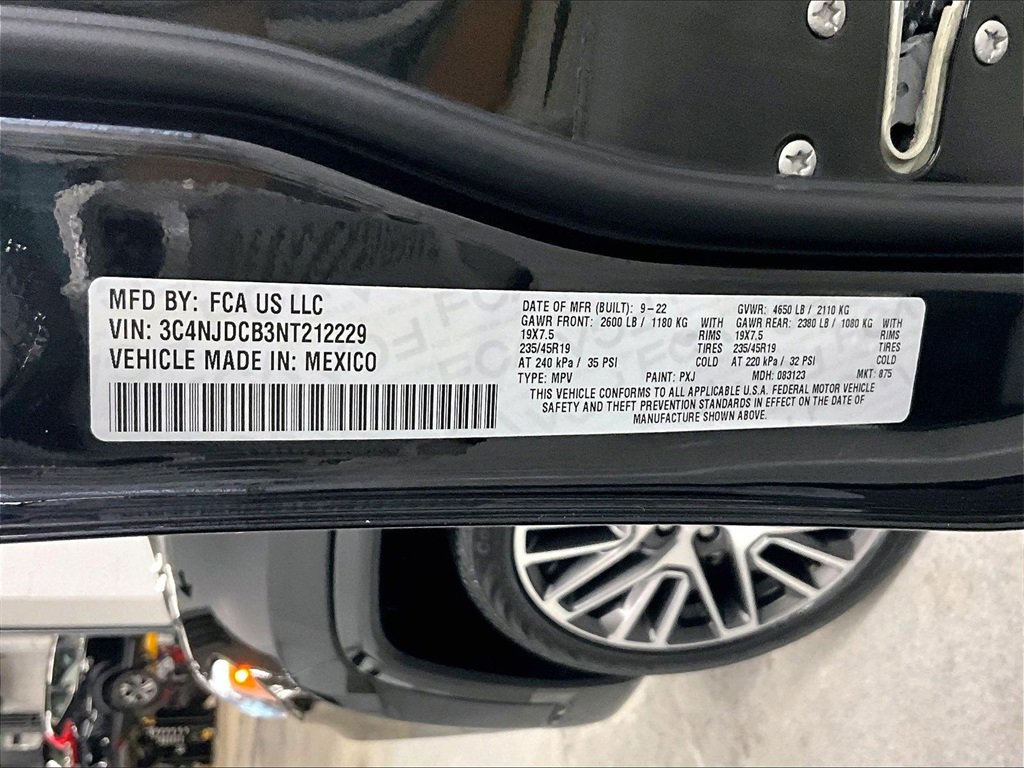 MFD BY: FCA US LLC
VIN: 3C4NJDCB3NT212229
VEHICLE MADE IN: MEXICO
DATE OF MFR (BUILT): 9-22
GAWR FRONT: 2600 LB / 1180 KG WITH
19X7.5 RIMS
235/45R19 TIRES
AT 240 kPa / 35 PSI COLD
TYPE: MPV PAINT: PXJ
GVWR: 4650 LB / 2110 KG
GAWR REAR: 2380 LB / 1080 KG WITH
19X7.5 RIMS
235/45R19 TIRES
AT 220 kPa / 32 PSI COLD
MDH: 083123 MKT: 875
THIS VEHICLE CONFORMS TO ALL APPLICABLE U.S.A. FEDERAL MOTOR VEHICLE
SAFETY AND THEFT PREVENTION STANDARDS IN EFFECT ON THE DATE OF
MANUFACTURE SHOWN ABOVE.